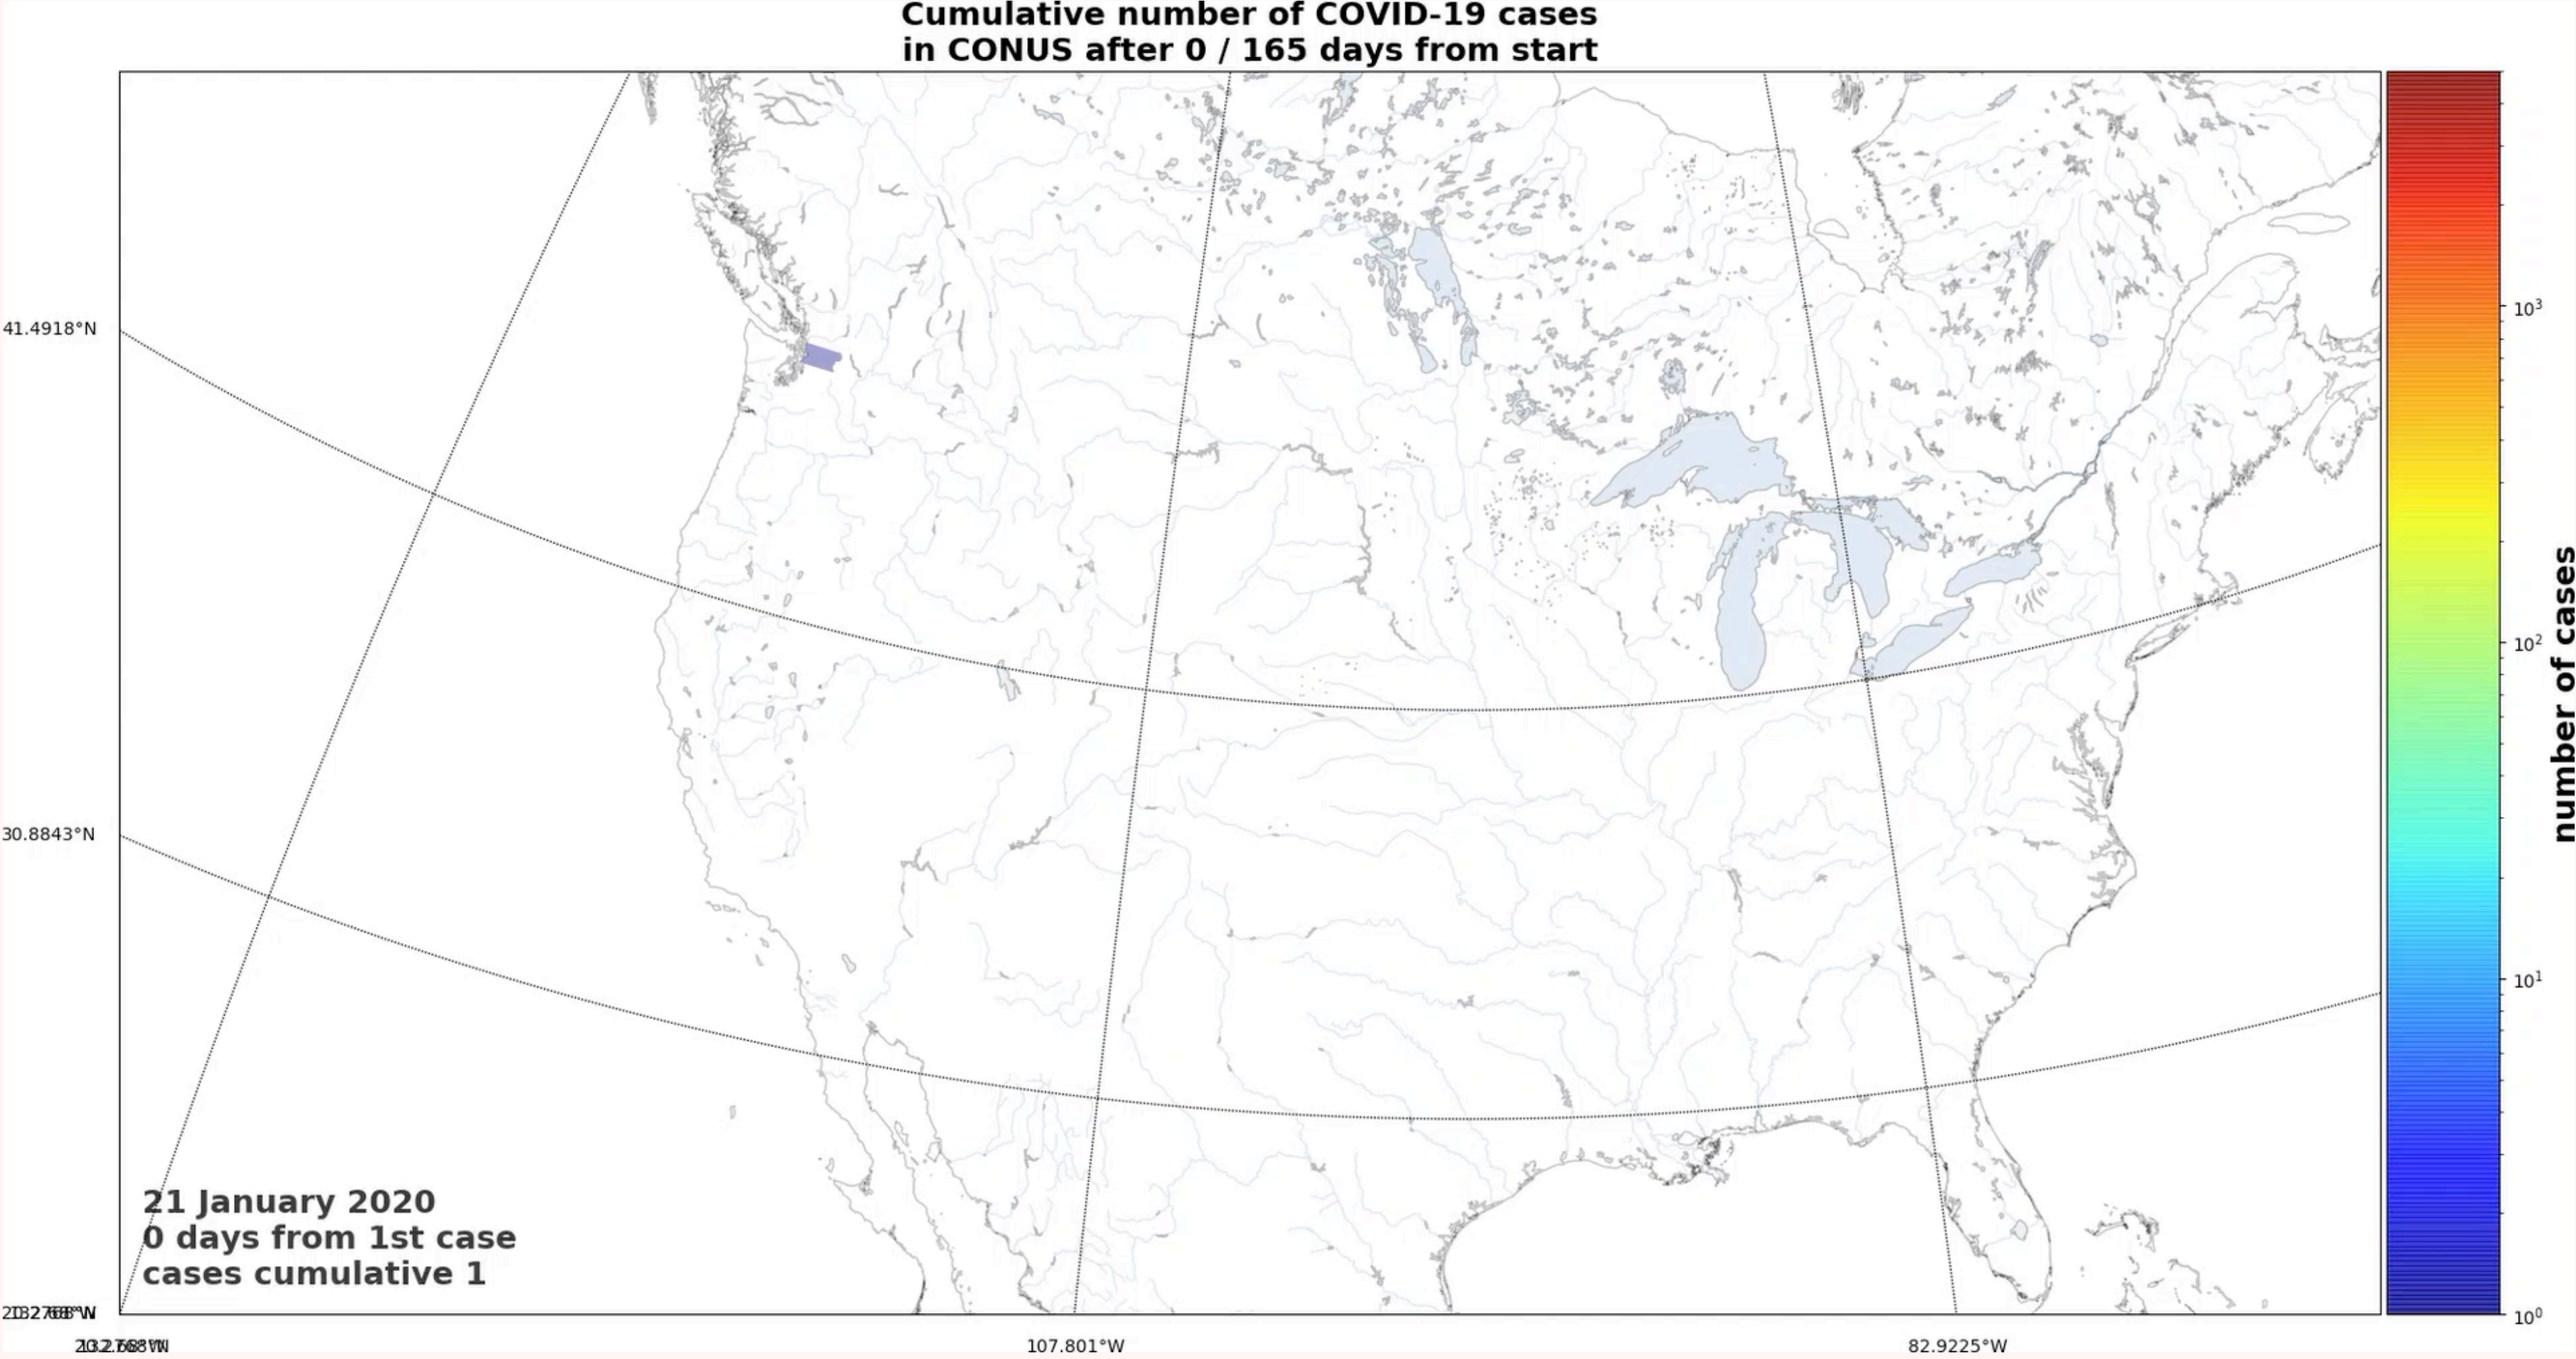 Cumulative number of COVID-19 cases
in CONUS after 0 / 165 days from start
41.4918°N
30.8843°N
21 January 2020
0 days from 1st case
cases cumulative 1
107.801°W
82.9225°W
10³
10²
10¹
10⁰
number of cases